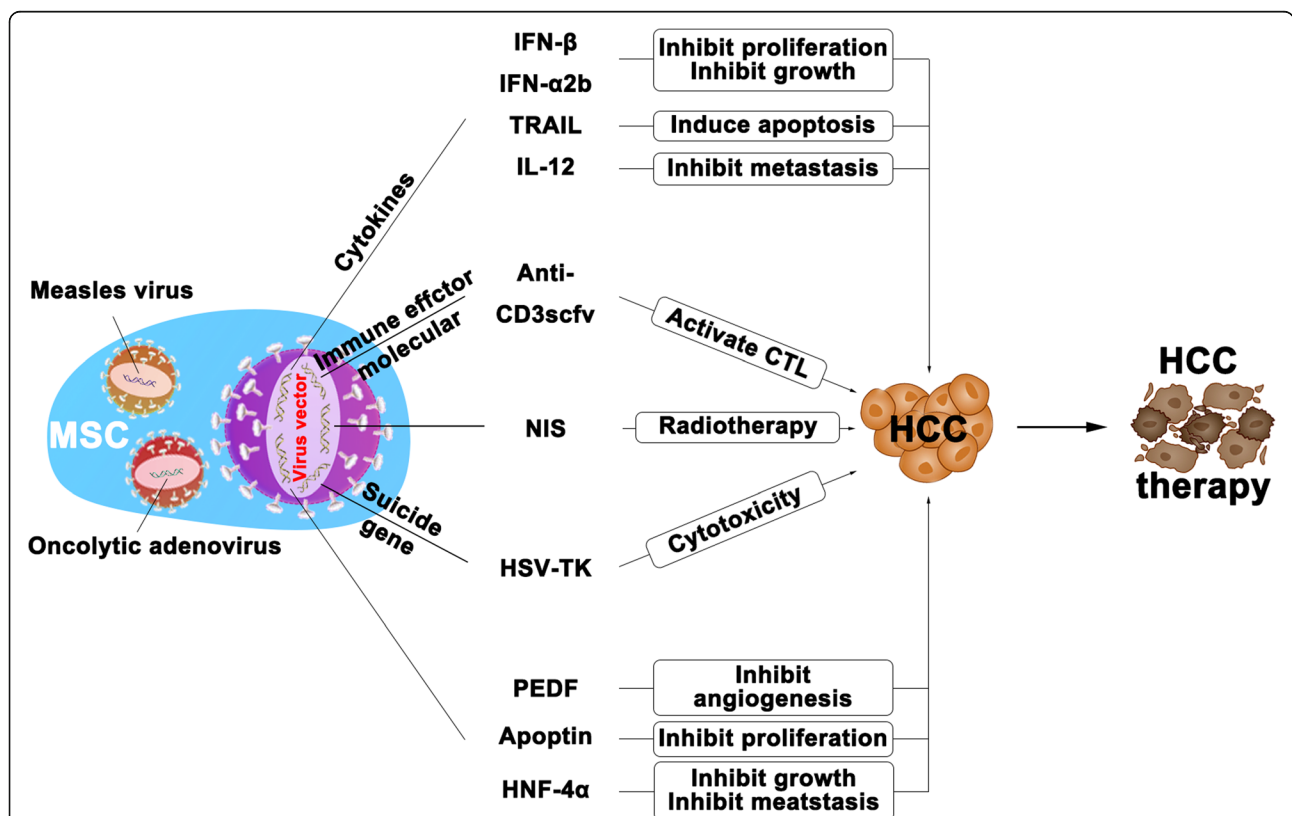 IFN-β
IFN-α2b
Inhibit proliferation
Inhibit growth
TRAIL
Induce apoptosis
IL-12
Inhibit metastasis
Cytokines
Measles virus
Immune effctor
molecular
Anti-
CD3scfv
Activate CTL
MSC
Virus vector
NIS
Radiotherapy
HCC
HCC
therapy
Oncolytic adenovirus
Suicide
gene
HSV-TK
Cytotoxicity
PEDF
Inhibit
angiogenesis
Apoptin
Inhibit proliferation
HNF-4α
Inhibit growth
Inhibit meatstasis